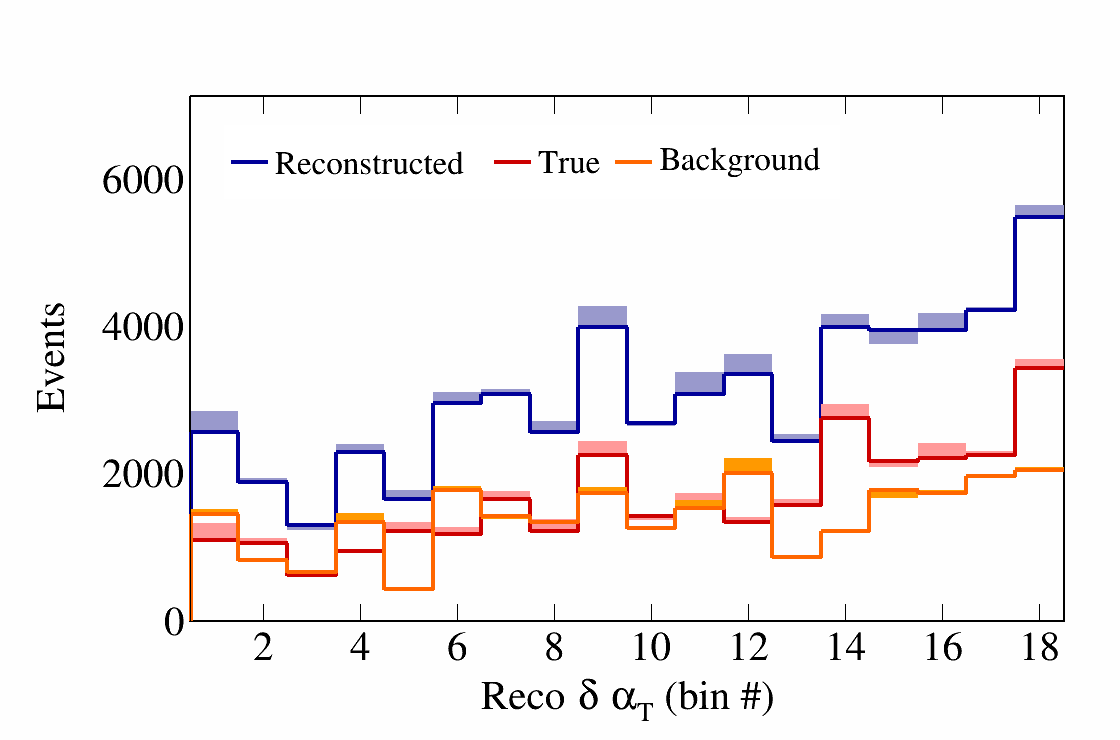 Reconstructed True Background
6000
4000
2000
0
Events
2 4 6 8 10 12 14 16 18
Reco δ α_T (bin #)